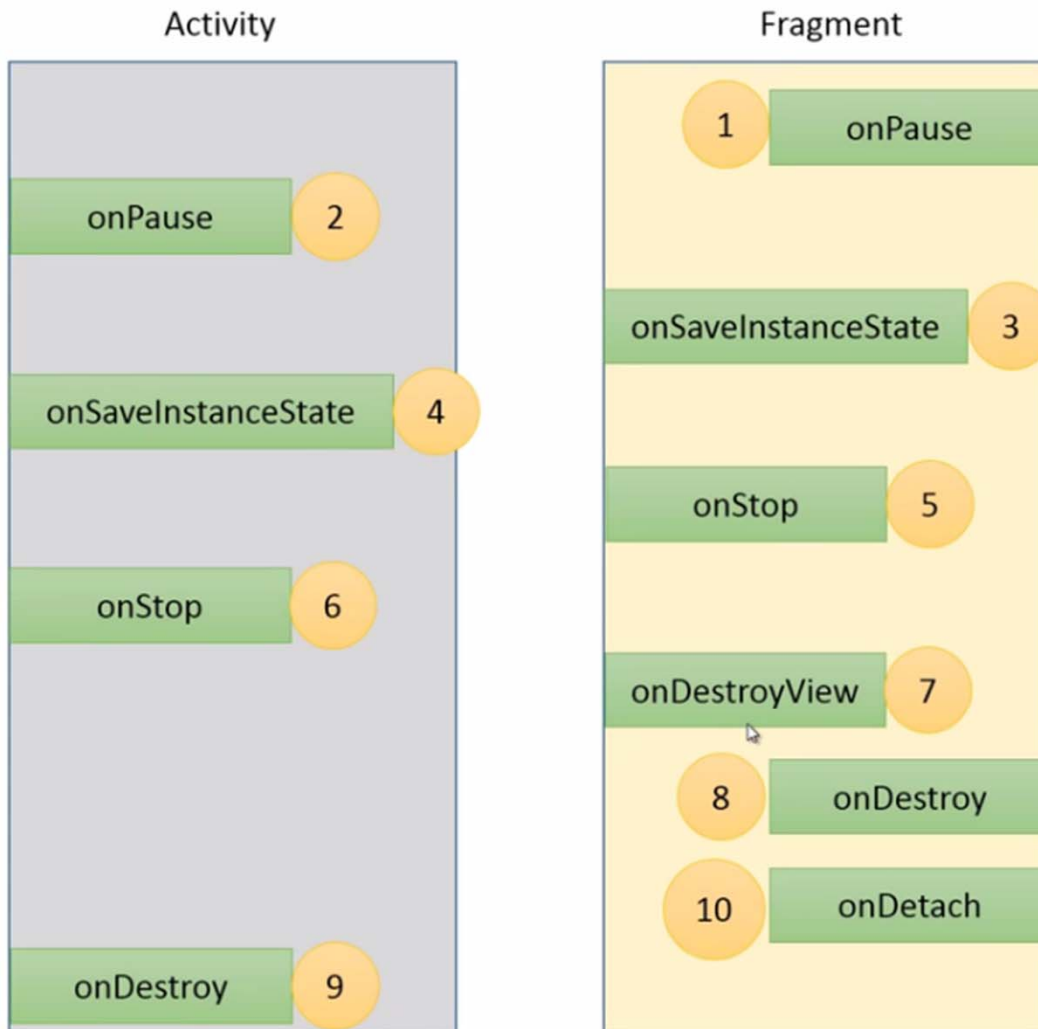 Activity
Fragment
1
onPause
onPause
2
onSaveInstanceState
3
onSaveInstanceState
4
onStop
5
onStop
6
onDestroyView
7
8
onDestroy
10
onDetach
onDestroy
9